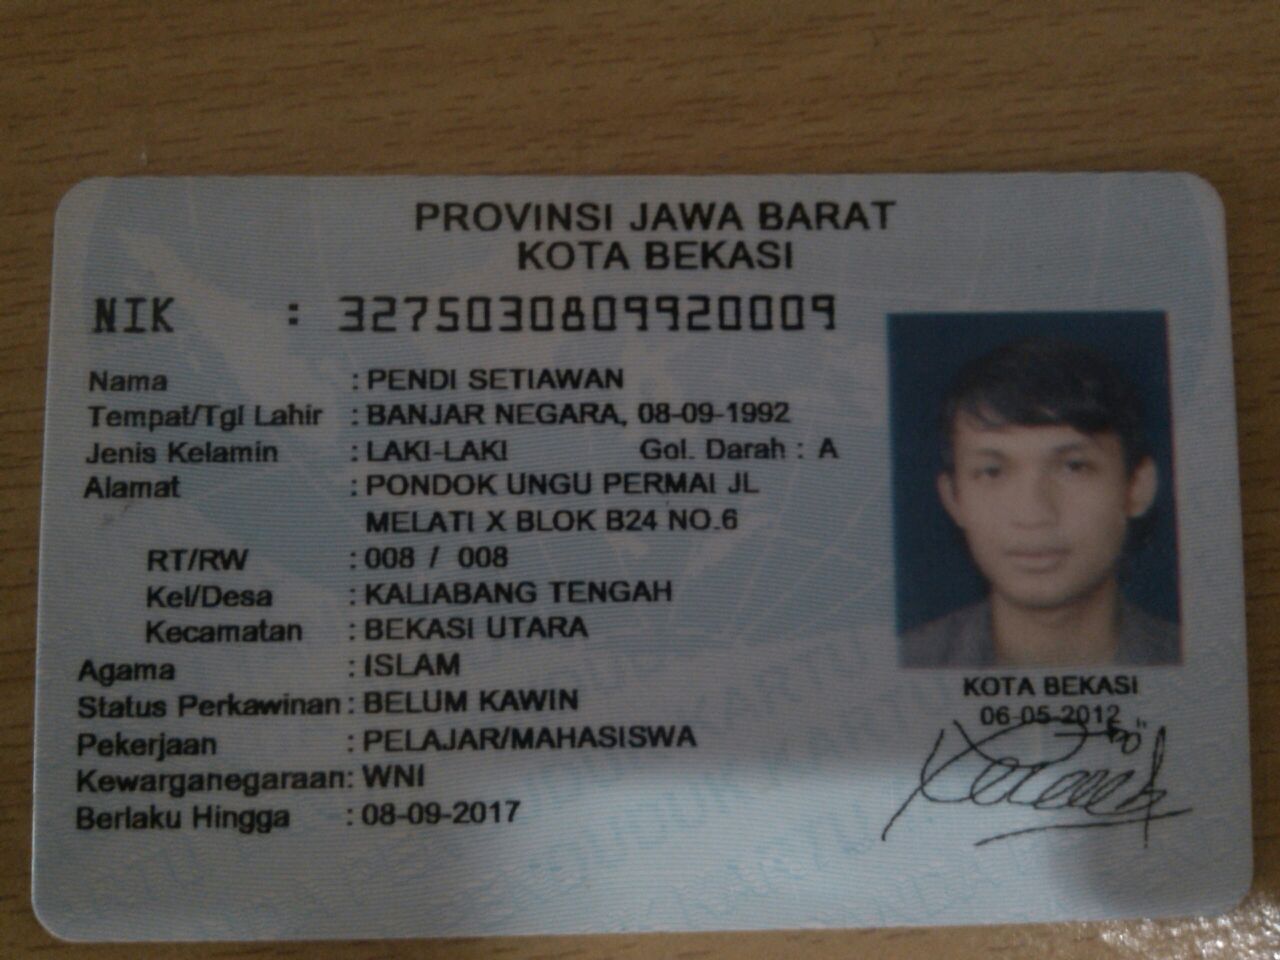 PROVINSI JAWA BARAT
KOTA BEKASI
NIK : 3275030809920009
Nama : PENDI SETIAWAN
Tempat/Tgl Lahir : BANJAR NEGARA, 08-09-1992
Jenis Kelamin : LAKI-LAKI Gol. Darah : A
Alamat : PONDOK UNGU PERMAI JL
MELATI X BLOK B24 NO.6
RT/RW : 008 / 008
Kel/Desa : KALIABANG TENGAH
Kecamatan : BEKASI UTARA
Agama : ISLAM
Status Perkawinan : BELUM KAWIN
Pekerjaan : PELAJAR/MAHASISWA
Kewarganegaraan: WNI
Berlaku Hingga : 08-09-2017
KOTA BEKASI
06-05-2012